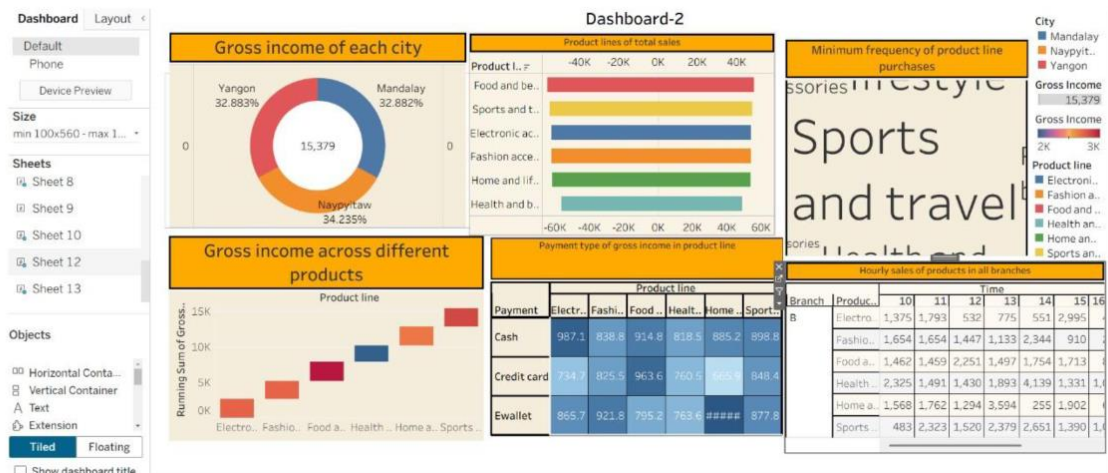 Dashboard
Layout
Default
Phone
Device Preview
Size
min 100x560 - max 1...
Sheets
Sheet 8
Sheet 9
Sheet 10
Sheet 12
Sheet 13
Objects
Horizontal Conta...
Vertical Container
Text
Extension
Tiled
Floating
Show dashboard title
Dashboard-2
Gross income of each city
Yangon
32.883%
Mandalay
32.882%
0
15,379
0
Naypyitaw
34.235%
Product lines of total sales
Product l..
-40K -20K 0K 20K 40K
Food and be..
Sports and t..
Electronic ac..
Fashion acce..
Home and lif..
Health and b..
-60K -40K -20K 0K 20K 40K 60K
Minimum frequency of product line
purchases
ssories
Sports
and travel
sories
Health and
City
Mandalay
Naypyit..
Yangon
Gross Income
15,379
Gross Income
2K 3K
Product line
Electroni..
Fashion a..
Food and ..
Health an..
Home an..
Sports an..
Gross income across different
products
Product line
Running Sum of Gross..
15K
10K
5K
0K
Electro.. Fashio.. Food a.. Health .. Home a.. Sports ..
Payment type of gross income in product line
Product line
Payment Electr.. Fashi.. Food .. Healt.. Home .. Sport..
Cash 987.1 838.8 914.8 818.5 885.2 898.8
Credit card 734.7 825.5 963.6 760.5 665.9 848.4
Ewallet 865.7 921.8 795.2 763.6 ##### 877.8
Hourly sales of products in all branches
Time
Branch Produc.. 10 11 12 13 14 15 16
B Electro.. 1,375 1,793 532 775 551 2,995
Fashio.. 1,654 1,654 1,447 1,133 2,344 910
Food a.. 1,462 1,459 2,251 1,497 1,754 1,713
Health .. 2,325 1,491 1,430 1,893 4,139 1,331
Home a.. 1,568 1,762 1,294 3,594 255 1,902
Sports .. 483 2,323 1,520 2,379 2,651 1,390